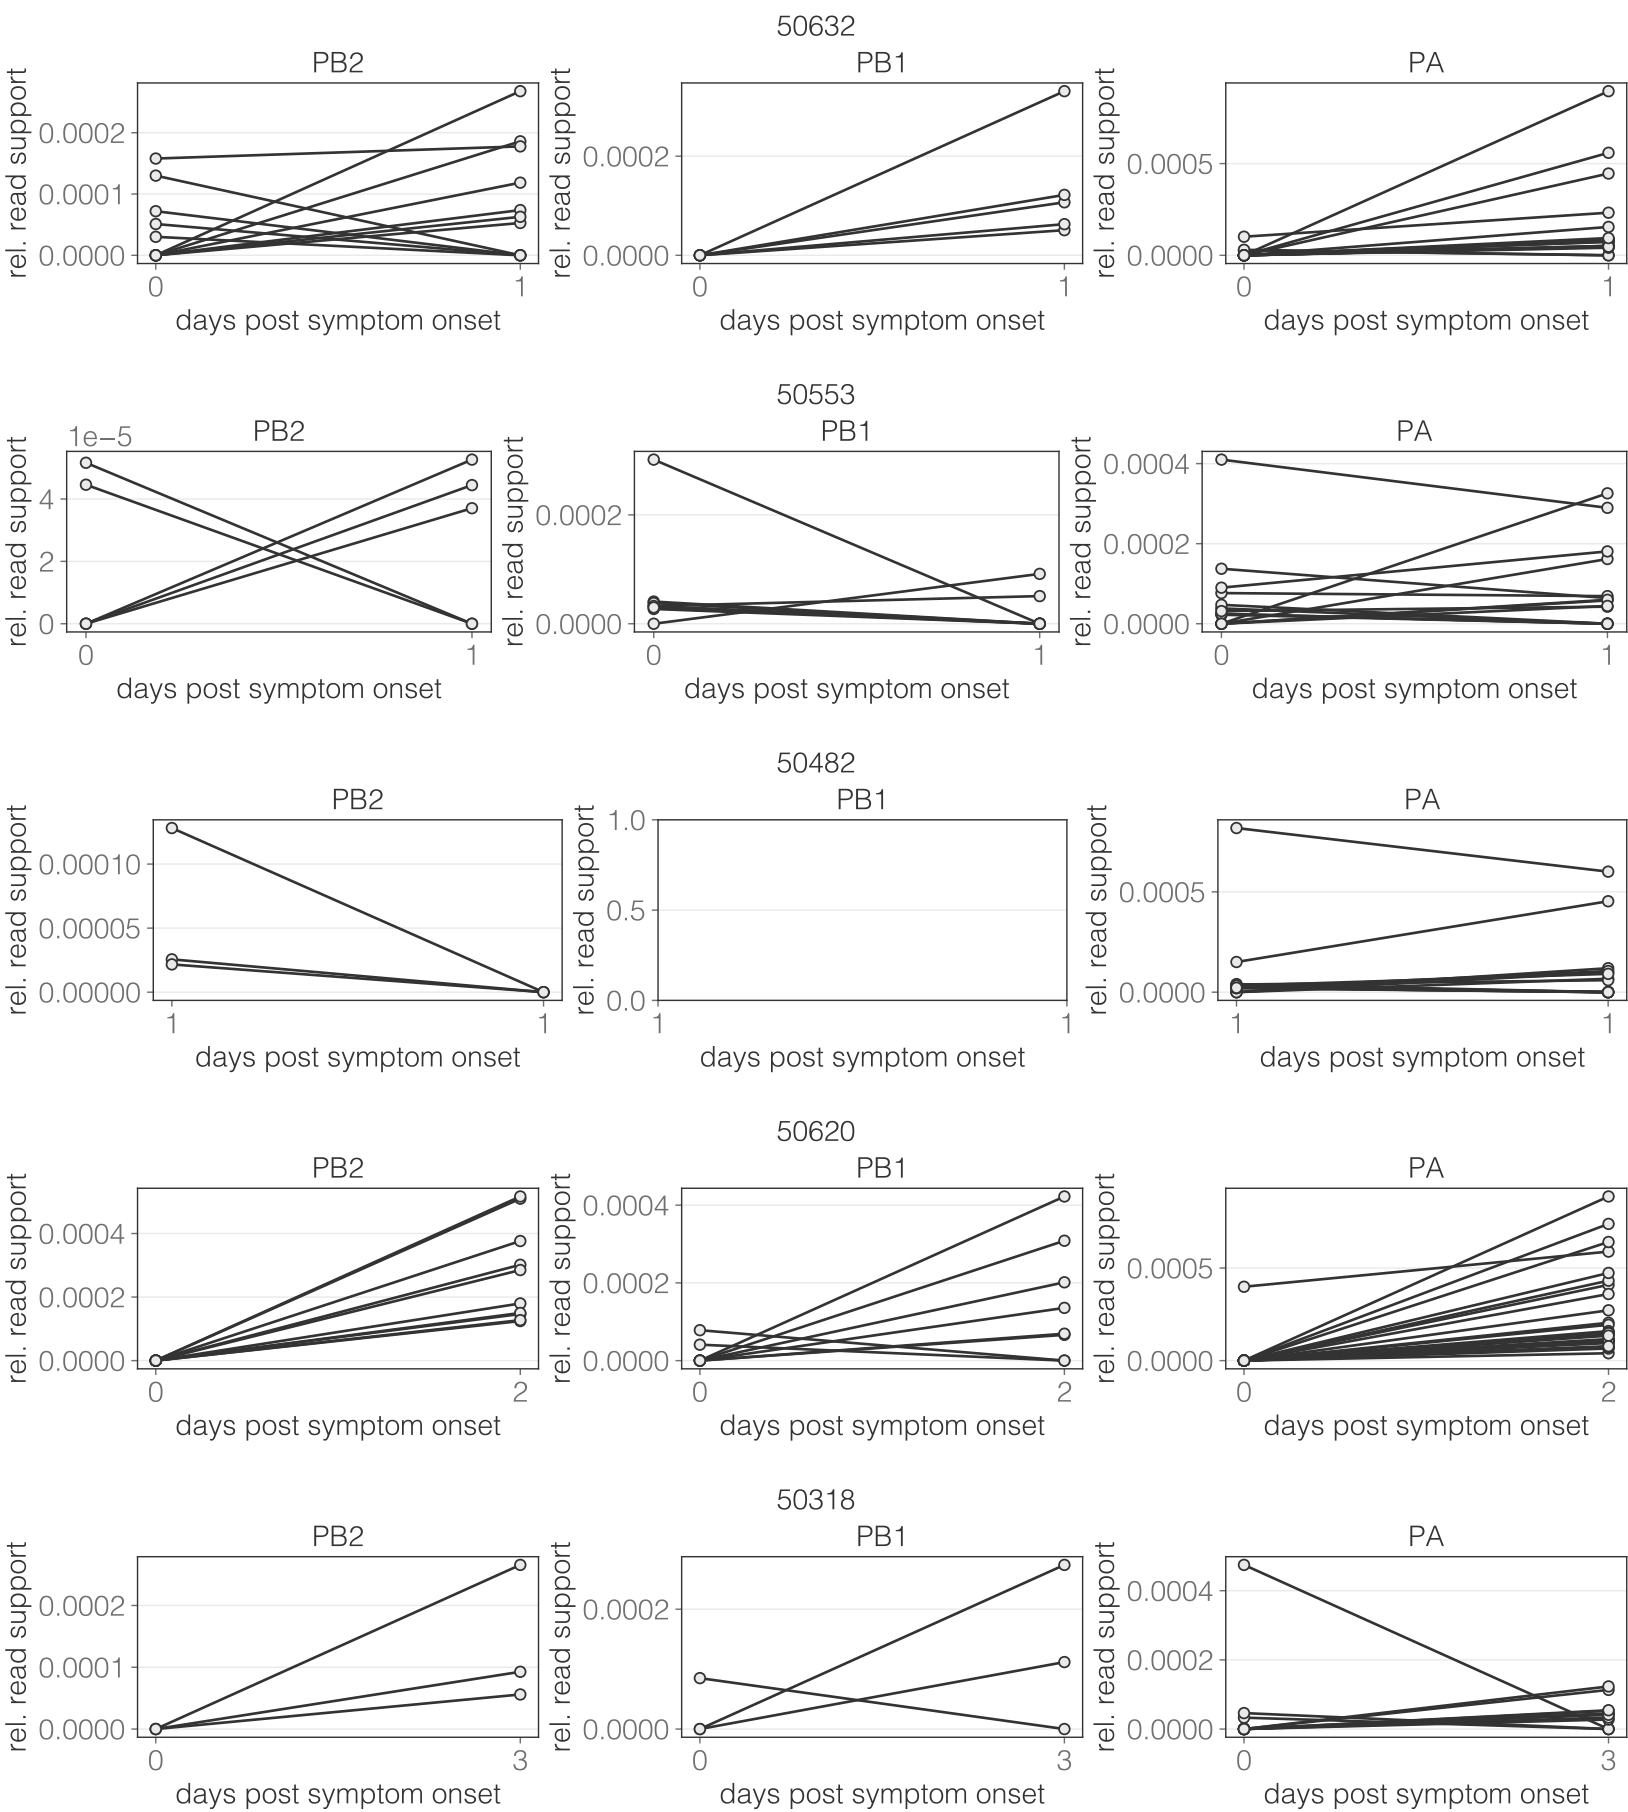 50632
PB2 PB1 PA
rel. read support 0.0002 0.0001 0.0000 rel. read support 0.0002 0.0000 rel. read support 0.0005 0.0000
0 1 0 1 0 1
days post symptom onset days post symptom onset days post symptom onset
50553
1e−5 PB2 PB1 PA
rel. read support 4 2 0 rel. read support 0.0002 0.0000 rel. read support 0.0004 0.0002 0.0000
0 1 0 1 0 1
days post symptom onset days post symptom onset days post symptom onset
50482
PB2 PB1 PA
rel. read support 0.00010 0.00005 0.00000 rel. read support 1.0 0.5 0.0 rel. read support 0.0005 0.0000
1 1 1 1 1 1
days post symptom onset days post symptom onset days post symptom onset
50620
PB2 PB1 PA
rel. read support 0.0004 0.0002 0.0000 rel. read support 0.0004 0.0002 0.0000 rel. read support 0.0005 0.0000
0 2 0 2 0 2
days post symptom onset days post symptom onset days post symptom onset
50318
PB2 PB1 PA
rel. read support 0.0002 0.0001 0.0000 rel. read support 0.0002 0.0000 rel. read support 0.0004 0.0002 0.0000
0 3 0 3 0 3
days post symptom onset days post symptom onset days post symptom onset